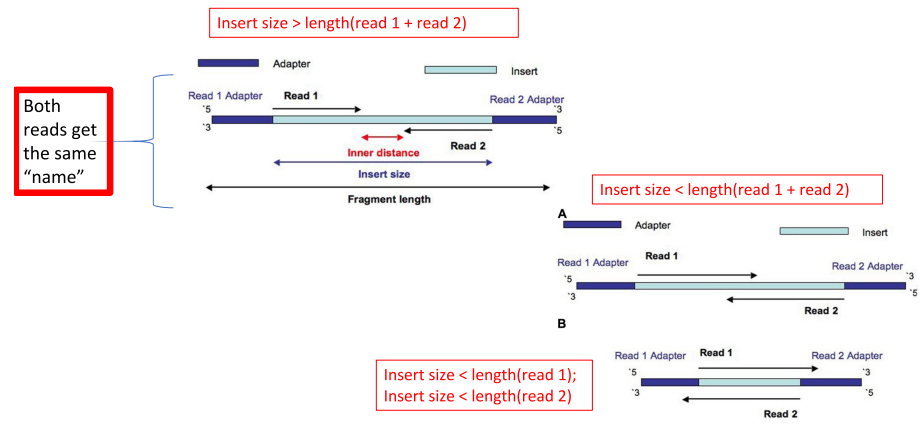 Insert size > length(read 1 + read 2)
Adapter
Insert
Both
reads get
the same
“name”
Read 1 Adapter
Read 1
Read 2 Adapter
`5
`3
`3
`5
Read 2
Inner distance
Insert size
Fragment length
Insert size < length(read 1 + read 2)
A
Adapter
Insert
Read 1 Adapter
Read 1
Read 2 Adapter
`5
`3
`3
`5
Read 2
B
Insert size < length(read 1);
Insert size < length(read 2)
Read 1 Adapter
Read 1
Read 2 Adapter
`5
`3
`3
`5
Read 2